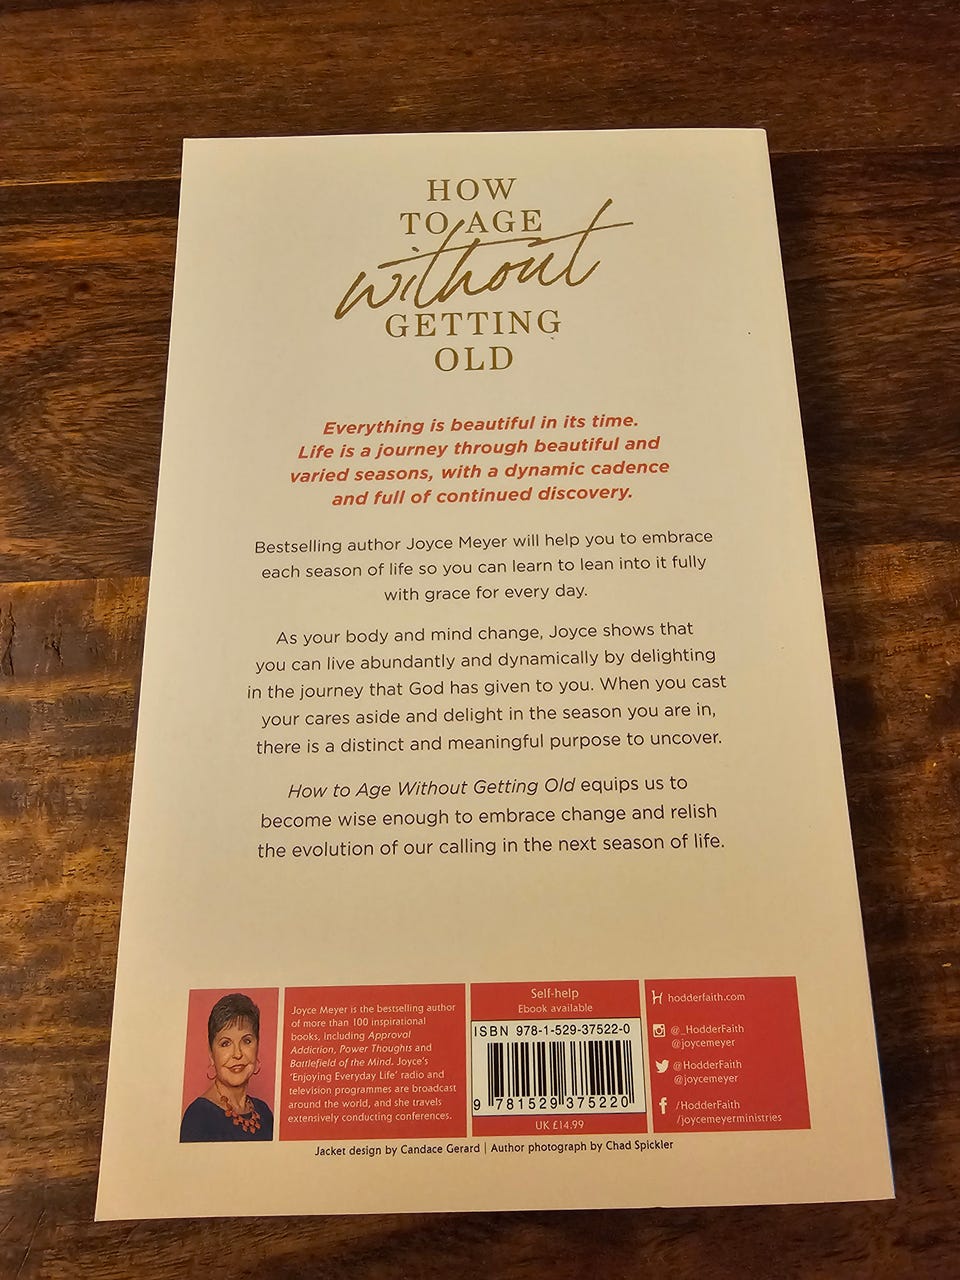 HOW
TO AGE
without
GETTING
OLD
Everything is beautiful in its time.
Life is a journey through beautiful and
varied seasons, with a dynamic cadence
and full of continued discovery.
Bestselling author Joyce Meyer will help you to embrace
each season of life so you can learn to lean into it fully
with grace for every day.
As your body and mind change, Joyce shows that
you can live abundantly and dynamically by delighting
in the journey that God has given to you. When you cast
your cares aside and delight in the season you are in,
there is a distinct and meaningful purpose to uncover.
How to Age Without Getting Old equips us to
become wise enough to embrace change and relish
the evolution of our calling in the next season of life.
Joyce Meyer is the bestselling author
of more than 100 inspirational
books, including Approval
Addiction, Power Thoughts and
Battlefield of the Mind. Joyce's
'Enjoying Everyday Life' radio and
television programmes are broadcast
around the world, and she travels
extensively conducting conferences.
Self-help
Ebook available
ISBN 978-1-529-37522-0
9 781529 375220
UK £14.99
hodderfaith.com
@_HodderFaith
@joycemeyer
@HodderFaith
@joycemeyer
/HodderFaith
/joycemeyerministries
Jacket design by Candace Gerard | Author photograph by Chad Spickler